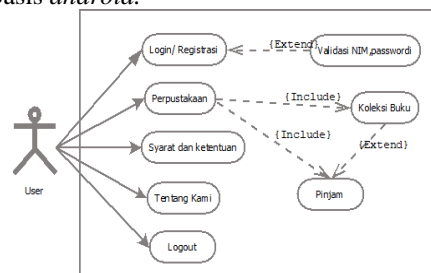 basis android.
Login/ Registrasi
{Extend}
Validasi NIM,passwordi
Perpustakaan
{Include}
Koleksi Buku
{Include}
{Extend}
Syarat dan ketentuan
User
Tentang Kami
Pinjam
Logout